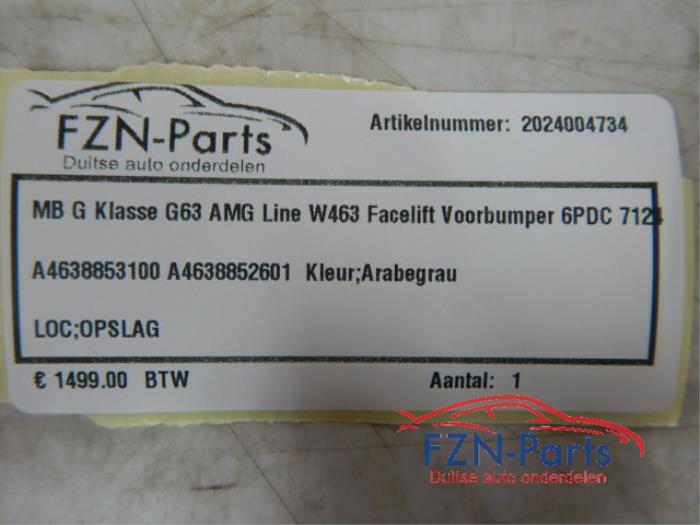 FZN-Parts
Duitse auto onderdelen
Artikelnummer: 2024004734
MB G Klasse G63 AMG Line W463 Facelift Voorbumper 6PDC 7124
A4638853100 A4638852601 Kleur;Arabegrau
LOC;OPSLAG
€ 1499.00 BTW
Aantal: 1
FZN-Parts
Duitse auto onderdelen